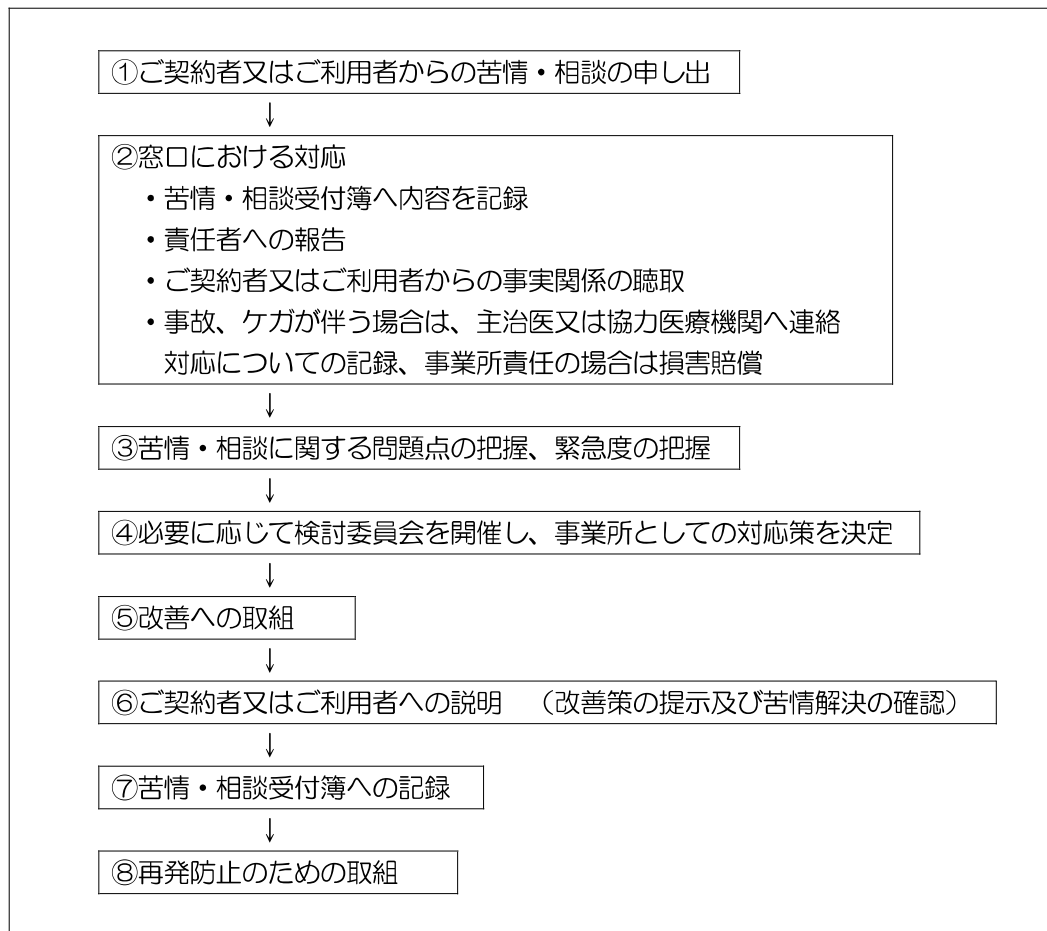 ①ご契約者又はご利用者からの苦情・相談の申し出
↓
②窓口における対応
・苦情・相談受付簿へ内容を記録
・責任者への報告
・ご契約者又はご利用者からの事実関係の聴取
・事故、ケガが伴う場合は、主治医又は協力医療機関へ連絡
対応についての記録、事業所責任の場合は損害賠償
↓
③苦情・相談に関する問題点の把握、緊急度の把握
↓
④必要に応じて検討委員会を開催し、事業所としての対応策を決定
↓
⑤改善への取組
↓
⑥ご契約者又はご利用者への説明　（改善策の提示及び苦情解決の確認）
↓
⑦苦情・相談受付簿への記録
↓
⑧再発防止のための取組